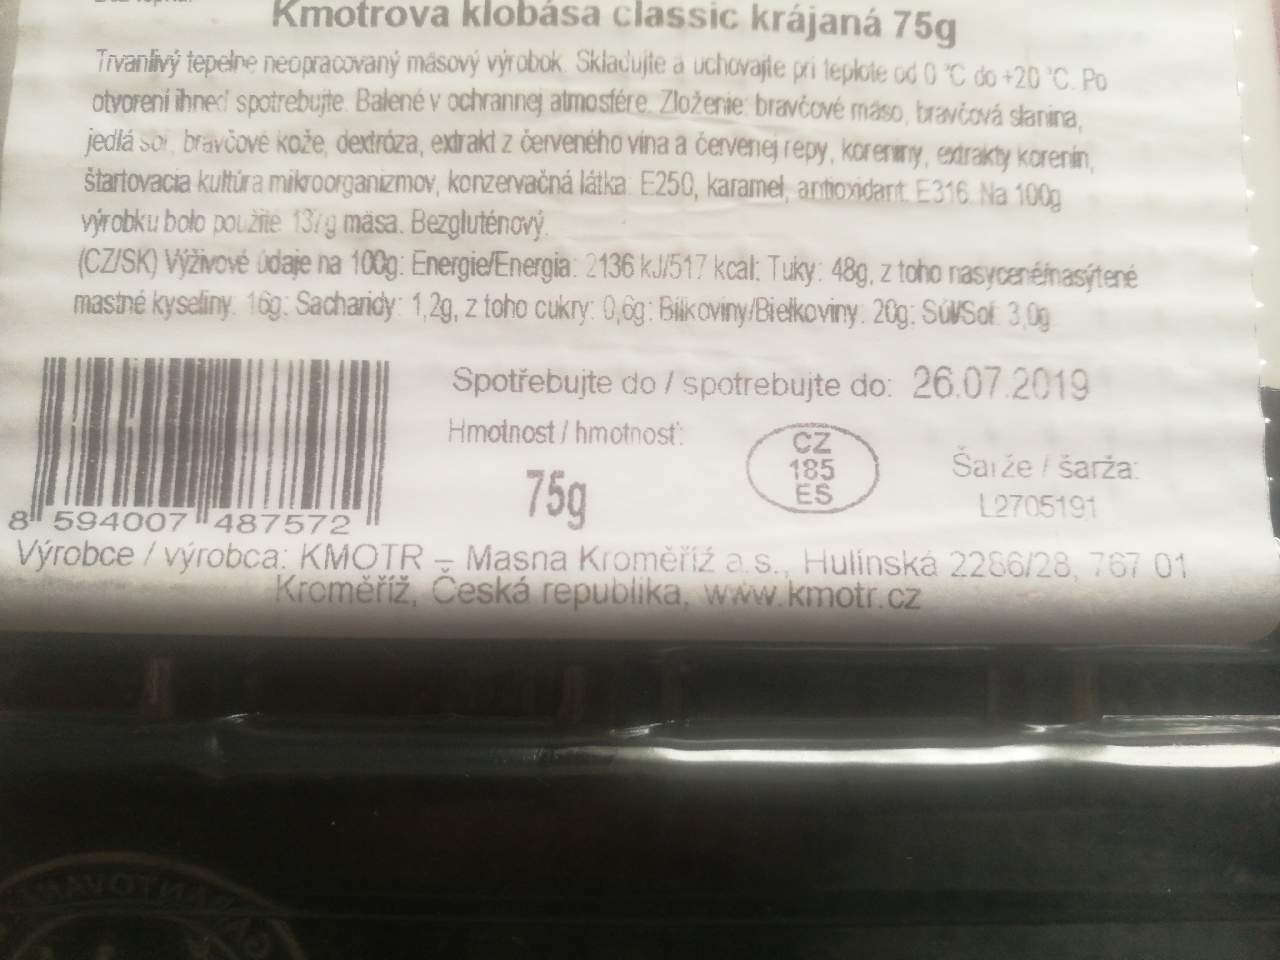 Kmotrova klobása classic krájaná 75g
Trvanlivý tepelne neopracovaný mäsový výrobok. Skladujte a uchovajte pri teplote od 0 °C do +20 °C. Po
otvorení ihneď spotrebujte. Balené v ochrannej atmosfére. Zloženie: bravčové mäso, bravčová slanina,
jedlá soľ, bravčové kože, dextróza, extrakt z červeného vína a červenej repy, koreniny, extrakty korenín,
štartovacia kultúra mikroorganizmov, konzervačná látka: E250, karamel, antioxidant: E316. Na 100g
výrobku bolo použité 137g mäsa. Bezgluténový.
(CZ/SK) Výživové údaje na 100g: Energie/Energia: 2136 kJ/517 kcal; Tuky: 48g, z toho nasycené/nasýtené
mastné kyseliny: 16g; Sacharidy: 1,2g, z toho cukry: 0,6g; Bílkoviny/Bielkoviny: 20g; Sůl/Soľ: 3,0g
Spotřebujte do / spotrebujte do: 26.07.2019
Hmotnost / hmotnosť:
75g
CZ
185
ES
Šarže / šarža:
L2705191
8 594007 487572
Výrobce / výrobca: KMOTR – Masna Kroměříž a.s., Hulínská 2286/28, 767 01
Kroměříž, Česká republika, www.kmotr.cz